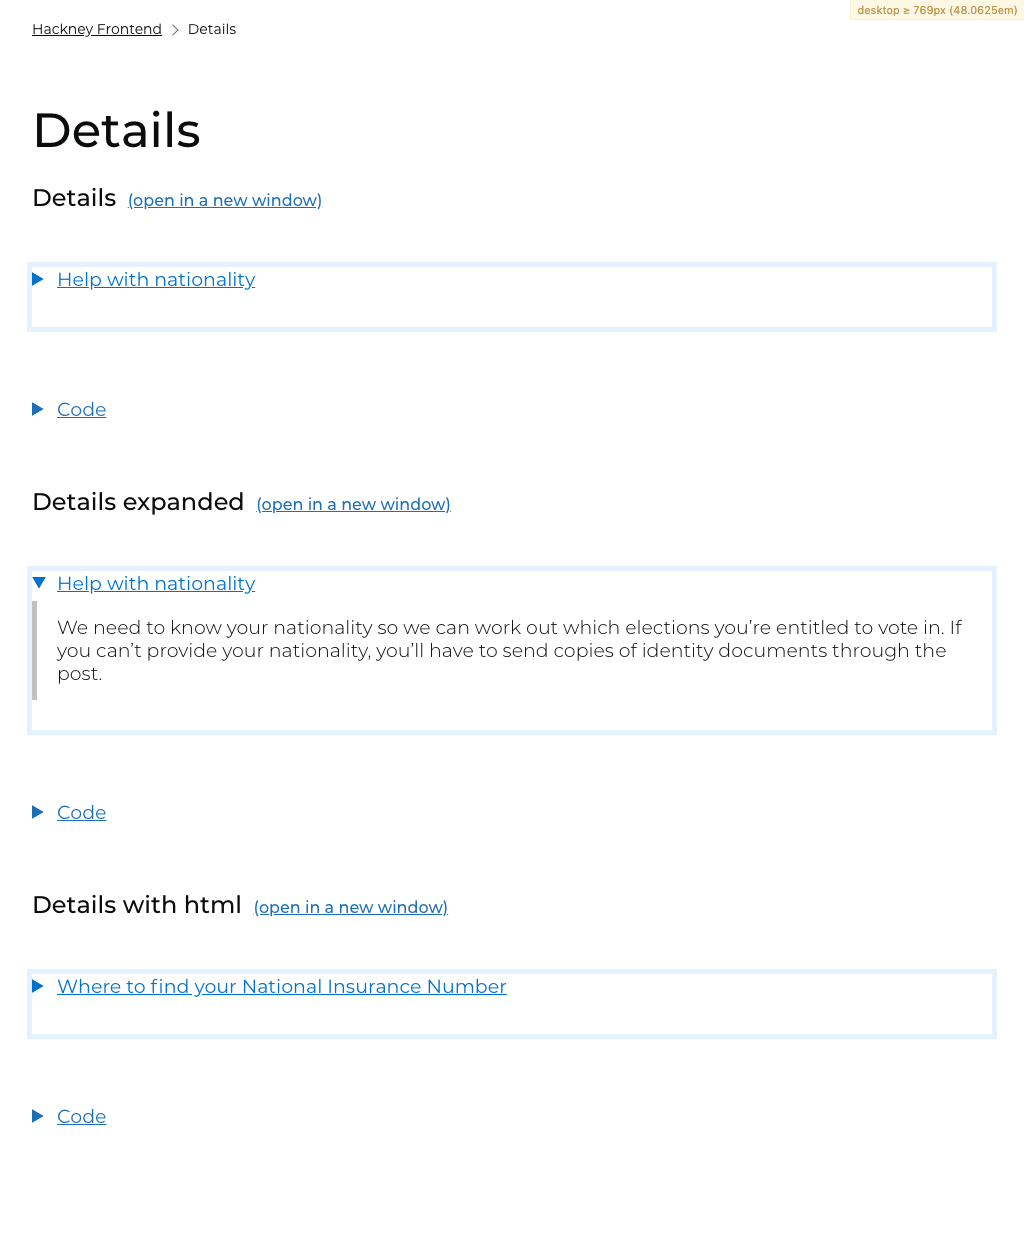 desktop ≥ 769px (48.0625em)
Hackney Frontend Details
Details
Details (open in a new window)
Help with nationality
Code
Details expanded (open in a new window)
Help with nationality
We need to know your nationality so we can work out which elections you’re entitled to vote in. If
you can’t provide your nationality, you’ll have to send copies of identity documents through the
post.
Code
Details with html (open in a new window)
Where to find your National Insurance Number
Code